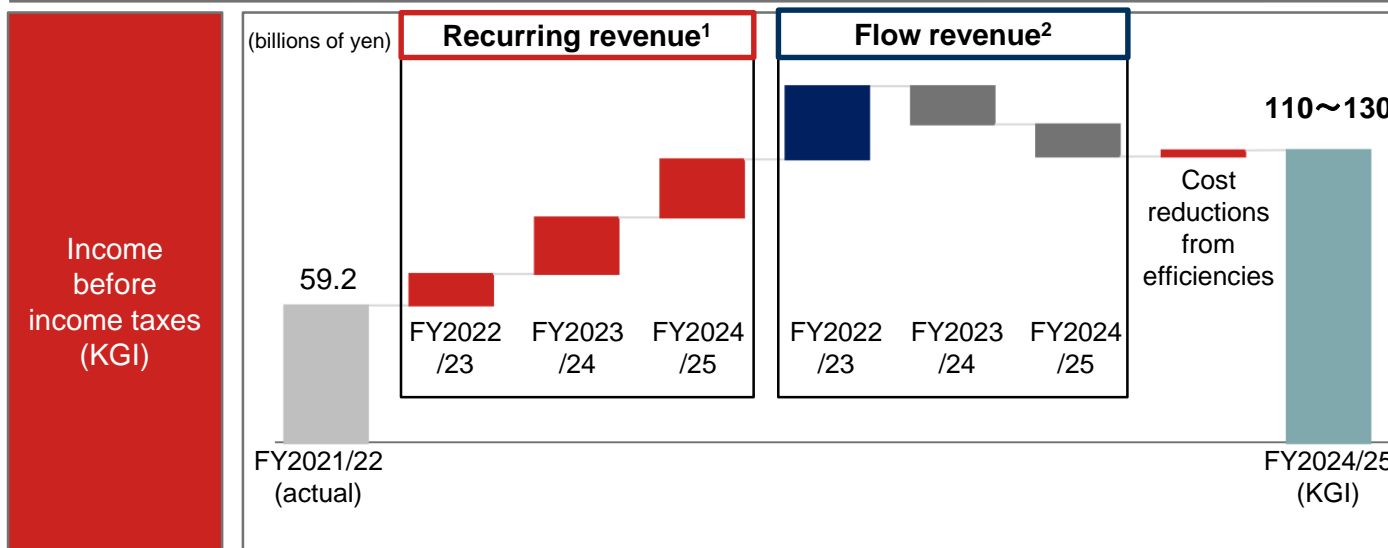 Income
before
income taxes
(KGI)
(billions of yen)
Recurring revenue¹
Flow revenue²
110～130
59.2
FY2022
/23
FY2023
/24
FY2024
/25
FY2022
/23
FY2023
/24
FY2024
/25
Cost
reductions
from
efficiencies
FY2021/22
(actual)
FY2024/25
(KGI)